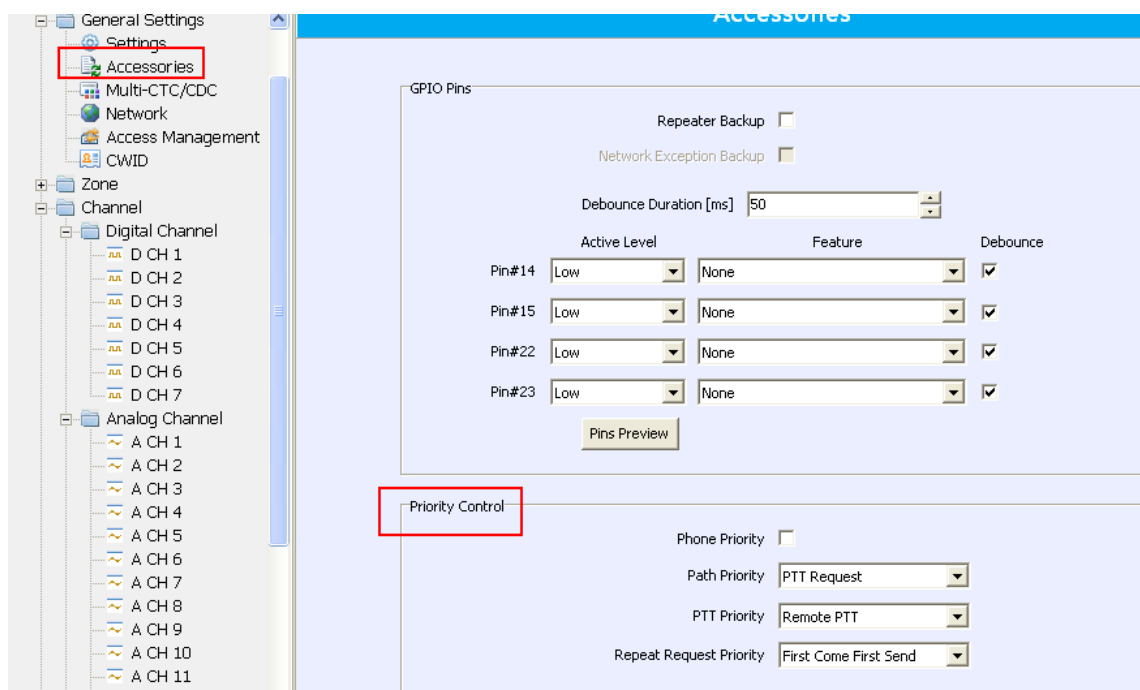 General Settings
Settings
Accessories
Multi-CTC/CDC
Network
Access Management
CWID
Zone
Channel
Digital Channel
D CH 1
D CH 2
D CH 3
D CH 4
D CH 5
D CH 6
D CH 7
Analog Channel
A CH 1
A CH 2
A CH 3
A CH 4
A CH 5
A CH 6
A CH 7
A CH 8
A CH 9
A CH 10
A CH 11
Accessories
GPIO Pins
Repeater Backup
Network Exception Backup
Debounce Duration [ms] 50
Active Level Feature Debounce
Pin#14 Low None
Pin#15 Low None
Pin#22 Low None
Pin#23 Low None
Pins Preview
Priority Control
Phone Priority
Path Priority PTT Request
PTT Priority Remote PTT
Repeat Request Priority First Come First Send